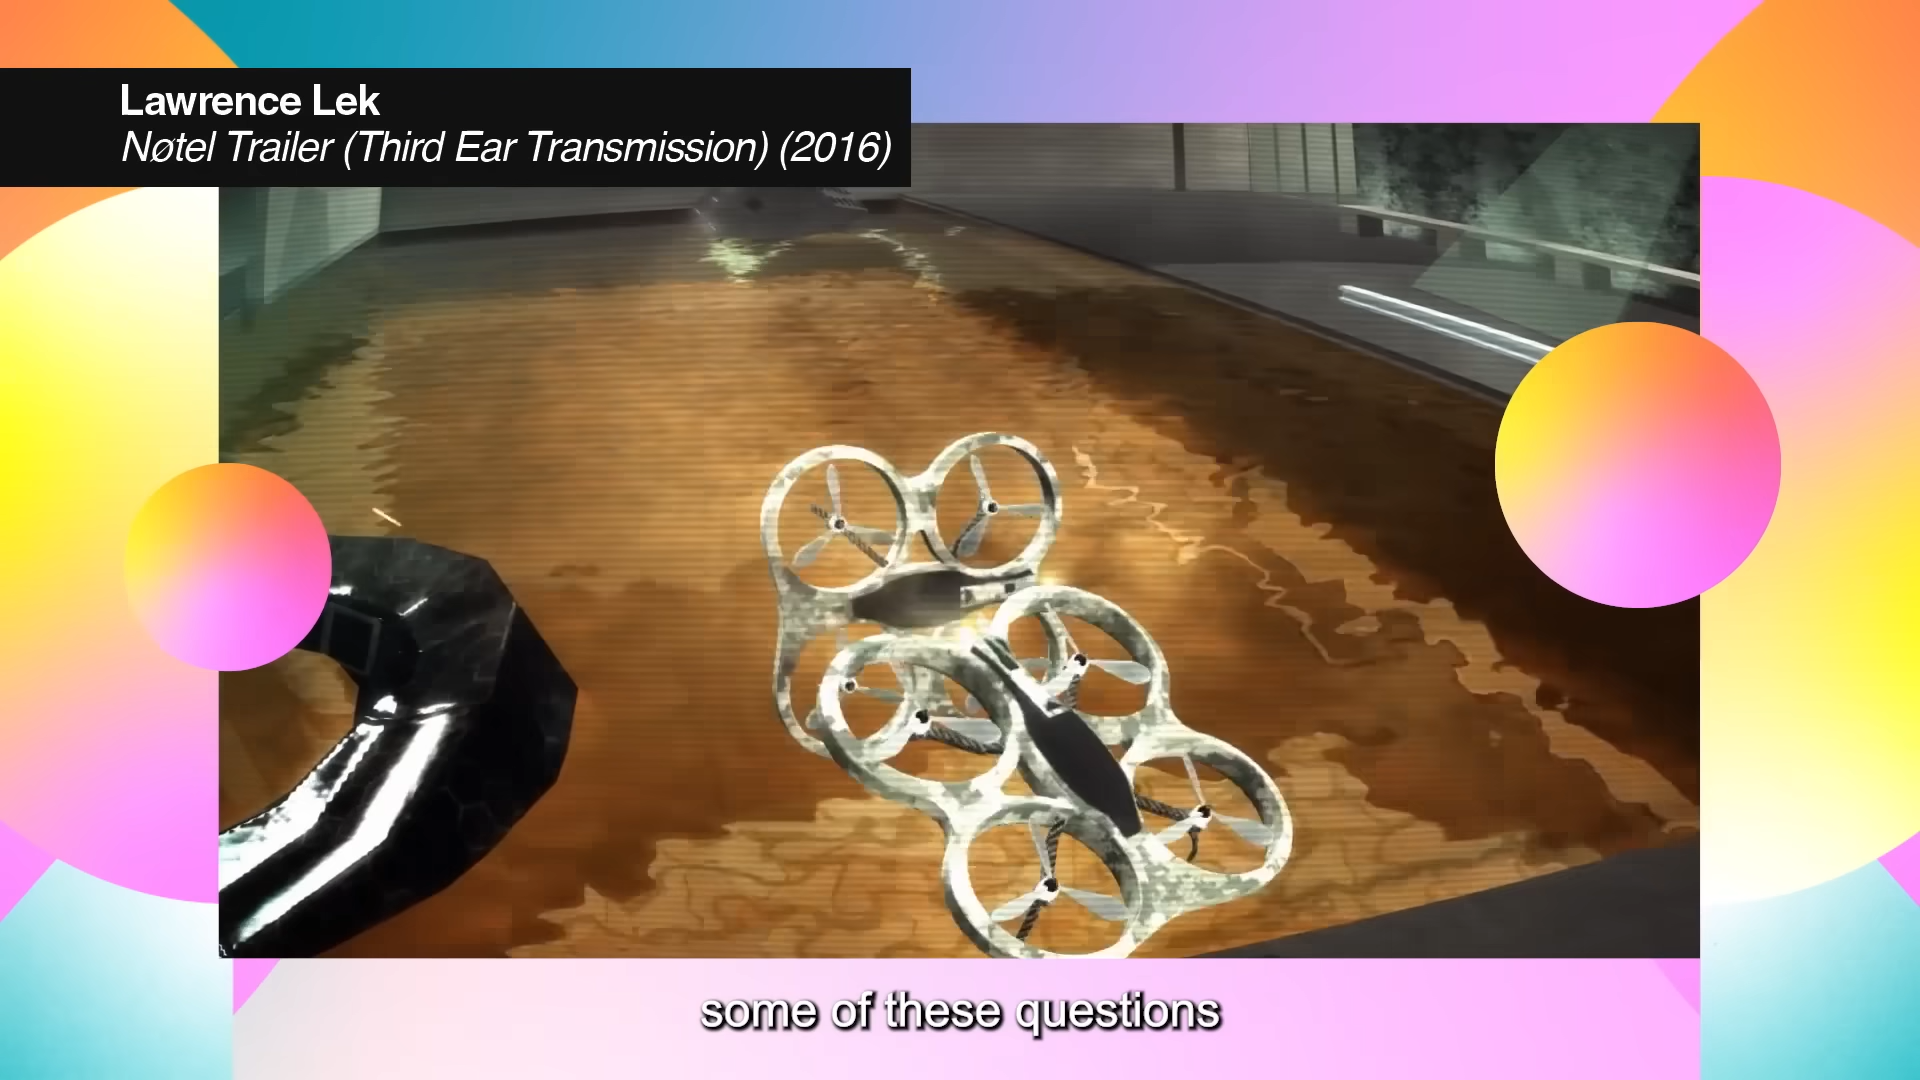 Lawrence Lek
Nøtel Trailer (Third Ear Transmission) (2016)
some of these questions